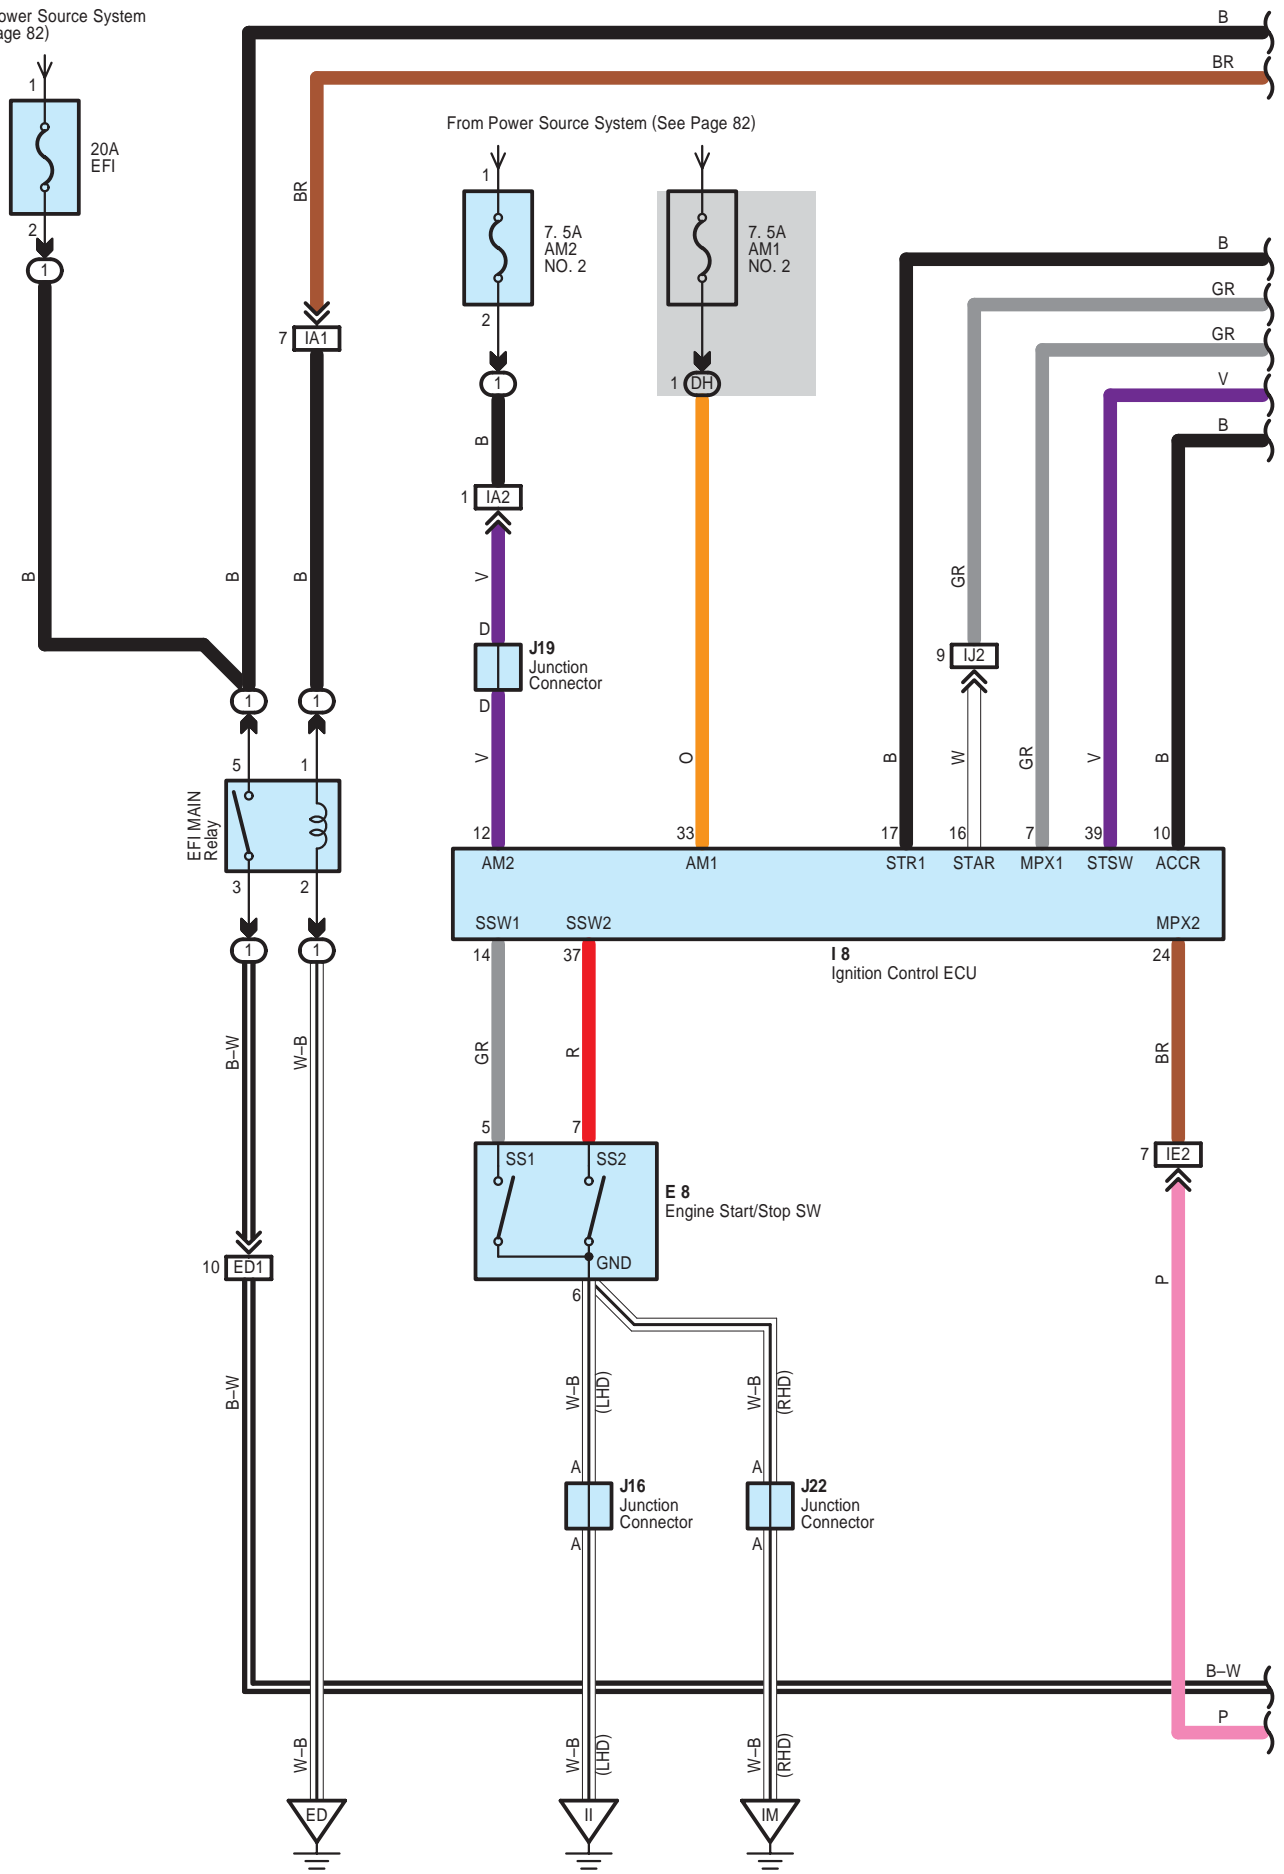 ower Source System
age 82)
B
BR
1
20A
EFI
2
1
From Power Source System (See Page 82)
1
7. 5A
AM2
NO. 2
7. 5A
AM1
NO. 2
2
1
1 DH
BR
7 IA1
B
GR
GR
V
B
B
1 IA2
B
B
B
V
D
J19
Junction
Connector
D
V
O
GR
9 IJ2
B
W
GR
V
B
1
1
5
1
EFI MAIN
Relay
3
2
1
1
12
33
17
16
7
39
10
AM2
AM1
STR1
STAR
MPX1
STSW
ACCR
SSW1
SSW2
MPX2
14
37
I 8
Ignition Control ECU
24
B–W
W–B
GR
R
BR
5
7
SS1
SS2
GND
E 8
Engine Start/Stop SW
6
7 IE2
10 ED1
P
B–W
W–B
(LHD)
W–B
(RHD)
A
J16
Junction
Connector
A
A
J22
Junction
Connector
A
B–W
P
W–B
W–B
(LHD)
W–B
(RHD)
ED
II
IM